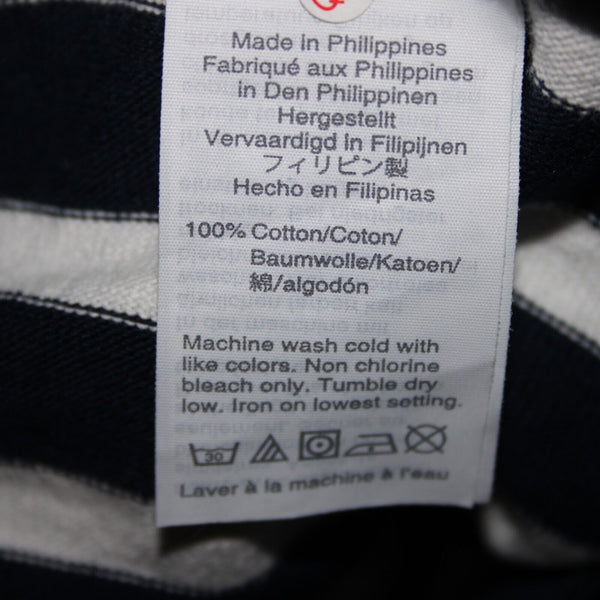 Made in Philippines
Fabriqué aux Philippines
in Den Philippinen
Hergestellt
Vervaardigd In Filipijnen
フィリピン製
Hecho en Filipinas
100% Cotton/Coton/
Baumwolle/Katoen/
綿/algodón
Machine wash cold with
like colors. Non chlorine
bleach only. Tumble dry
low. Iron on lowest setting.
30
Laver à la machine à l'eau